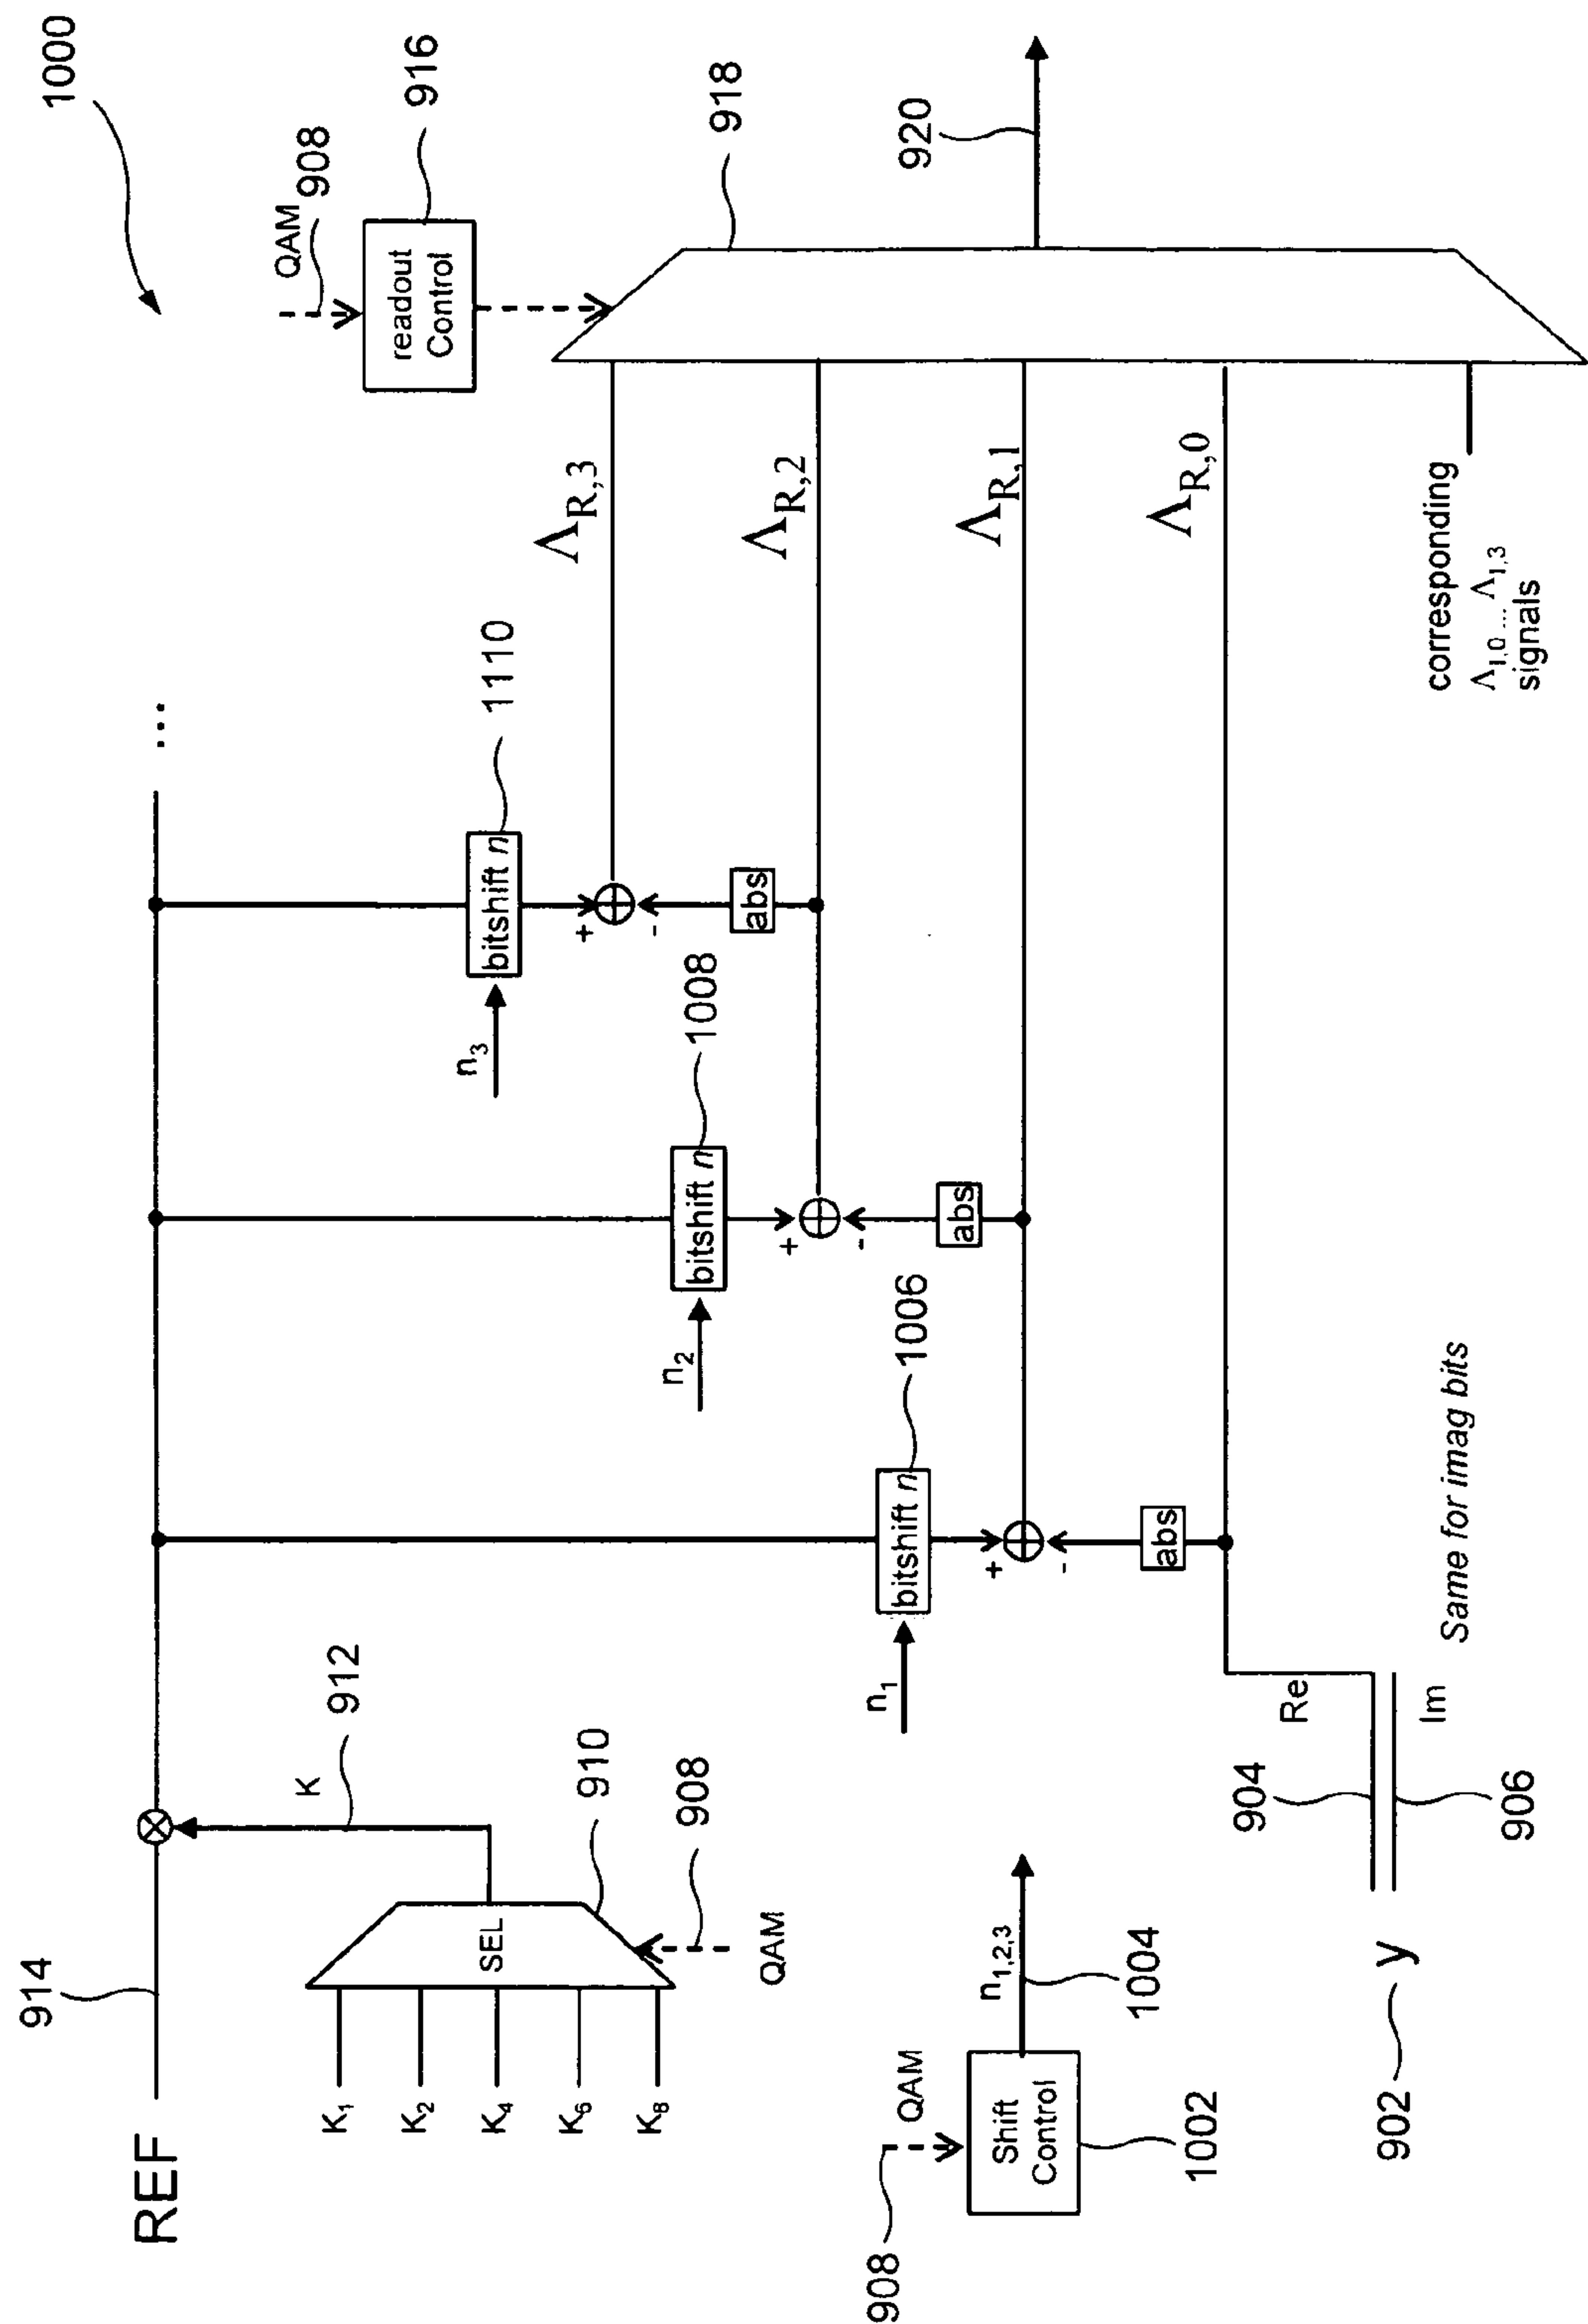 1000
914
REF
K
912
K1
K2
K4
K6
K8
SEL
910
908
QAM
908
QAM
Shift
Control
1002
n1,2,3
1004
902
y
904
906
Re
Im
Same for imag bits
n1
bitshift n
1006
+
-
abs
n2
bitshift n
1008
+
-
abs
n3
bitshift n
1110
+
-
abs
...
QAM
908
readout
Control
916
918
920
ΛR,3
ΛR,2
ΛR,1
ΛR,0
corresponding
Λ1,0 ... Λ1,3
signals